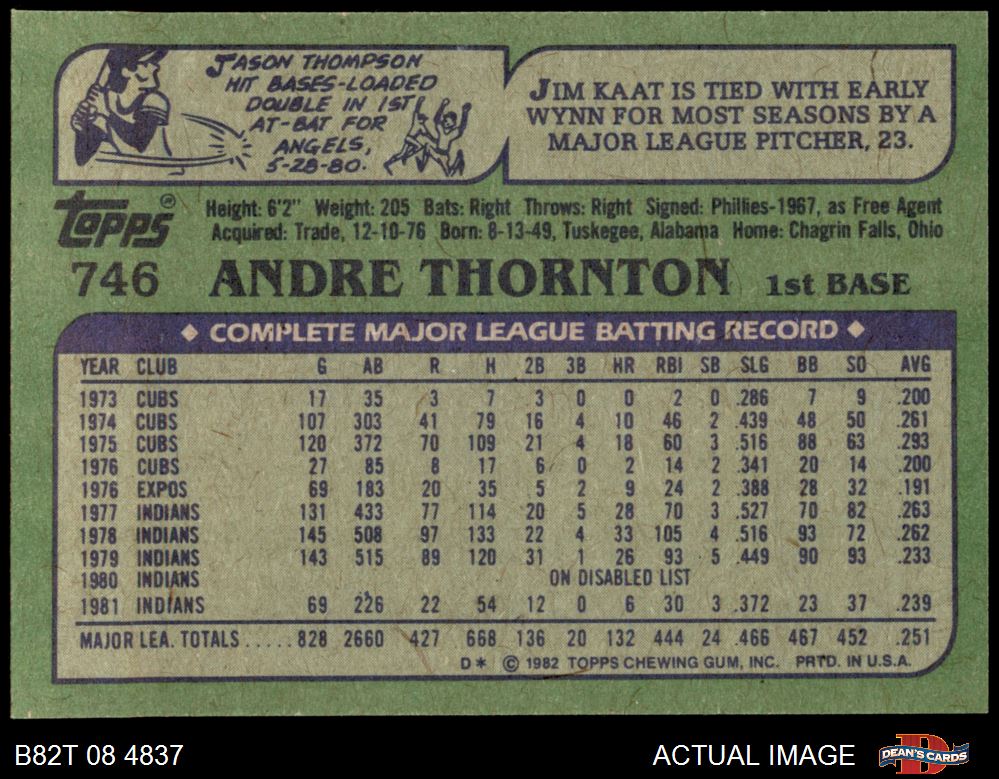 JASON THOMPSON
HIT BASES-LOADED
DOUBLE IN 1ST
AT-BAT FOR
ANGELS,
5-28-80.
JIM KAAT IS TIED WITH EARLY
WYNN FOR MOST SEASONS BY A
MAJOR LEAGUE PITCHER, 23.
topps®
Height: 6'2" Weight: 205 Bats: Right Throws: Right Signed: Phillies-1967, as Free Agent
Acquired: Trade, 12-10-76 Born: 8-13-49, Tuskegee, Alabama Home: Chagrin Falls, Ohio
746 ANDRE THORNTON 1st BASE
◆ COMPLETE MAJOR LEAGUE BATTING RECORD ◆
YEAR CLUB G AB R H 2B 3B HR RBI SB SLG BB SO AVG
1973 CUBS 17 35 3 7 3 0 0 2 0 .286 7 9 .200
1974 CUBS 107 303 41 79 16 4 10 46 2 .439 48 50 .261
1975 CUBS 120 372 70 109 21 4 18 60 3 .516 88 63 .293
1976 CUBS 27 85 8 17 6 0 2 14 2 .341 20 14 .200
1976 EXPOS 69 183 20 35 5 2 9 24 2 .388 28 32 .191
1977 INDIANS 131 433 77 114 20 5 28 70 3 .527 70 82 .263
1978 INDIANS 145 508 97 133 22 4 33 105 4 .516 93 72 .262
1979 INDIANS 143 515 89 120 31 1 26 93 5 .449 90 93 .233
1980 INDIANS ON DISABLED LIST
1981 INDIANS 69 226 22 54 12 0 6 30 3 .372 23 37 .239
MAJOR LEA. TOTALS ..... 828 2660 427 668 136 20 132 444 24 .466 467 452 .251
D* © 1982 TOPPS CHEWING GUM, INC. PRTD. IN U.S.A.
B82T 08 4837 ACTUAL IMAGE DEAN'S CARDS